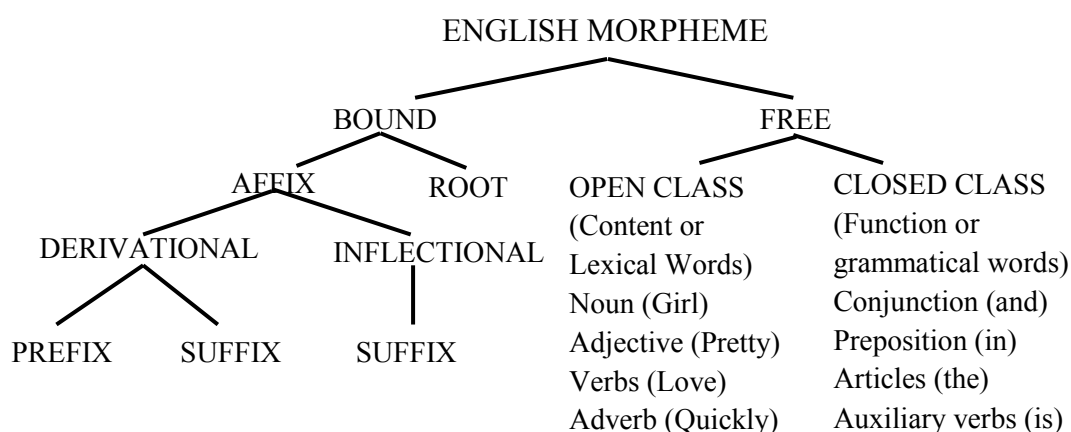 ENGLISH MORPHEME
BOUND
FREE
AFFIX
ROOT
DERIVATIONAL
INFLECTIONAL
PREFIX
SUFFIX
SUFFIX
OPEN CLASS
(Content or
Lexical Words)
Noun (Girl)
Adjective (Pretty)
Verbs (Love)
Adverb (Quickly)
CLOSED CLASS
(Function or
grammatical words)
Conjunction (and)
Preposition (in)
Articles (the)
Auxiliary verbs (is)